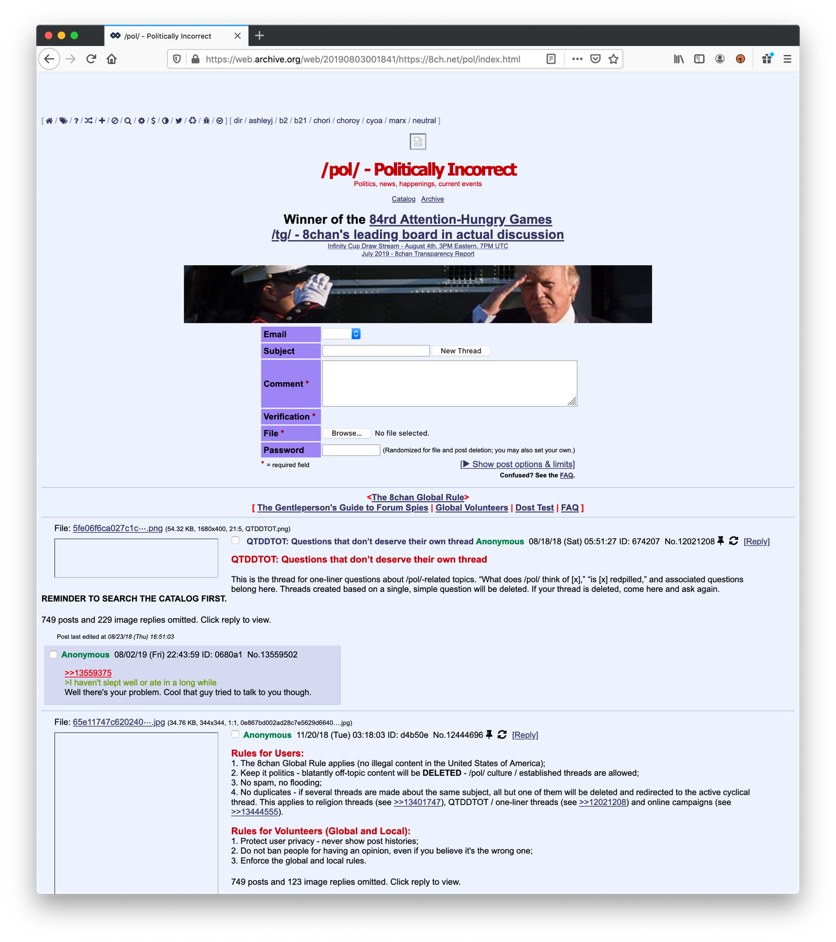 /pol/ - Politically Incorrect
https://web.archive.org/web/20190803001841/https://8ch.net/pol/index.html
[ / / ? / / + / / / / $ / / / / / ] [ dir / ashleyj / b2 / b21 / chori / choroy / cyoa / marx / neutral ]
/pol/ - Politically Incorrect
Politics, news, happenings, current events
Catalog Archive
Winner of the 84rd Attention-Hungry Games
/tg/ - 8chan's leading board in actual discussion
Infinity Cup Draw Stream - August 4th, 3PM Eastern, 7PM UTC
July 2019 - 8chan Transparency Report
Email
Subject New Thread
Comment *
Verification *
File * Browse... No file selected.
Password (Randomized for file and post deletion; you may also set your own.)
* = required field [▶ Show post options & limits]
Confused? See the FAQ.
<The 8chan Global Rule>
[ The Gentleperson's Guide to Forum Spies | Global Volunteers | Dost Test | FAQ ]
File: 5fe06f6ca027c1c⋯.png (54.32 KB, 1680x400, 21:5, QTDDTOT.png)
QTDDTOT: Questions that don't deserve their own thread Anonymous 08/18/18 (Sat) 05:51:27 ID: 674207 No.12021208 [Reply]
QTDDTOT: Questions that don't deserve their own thread
This is the thread for one-liner questions about /pol/-related topics. "What does /pol/ think of [x]," "is [x] redpilled," and associated questions
belong here. Threads created based on a single, simple question will be deleted. If your thread is deleted, come here and ask again.
REMINDER TO SEARCH THE CATALOG FIRST.
749 posts and 229 image replies omitted. Click reply to view.
Post last edited at 08/23/18 (Thu) 16:51:03
Anonymous 08/02/19 (Fri) 22:43:59 ID: 0680a1 No.13559502
>>13559375
>I haven't slept well or ate in a long while
Well there's your problem. Cool that guy tried to talk to you though.
File: 65e11747c620240⋯.jpg (34.76 KB, 344x344, 1:1, 0e867bd002ad28c7e5629d6640….jpg)
Anonymous 11/20/18 (Tue) 03:18:03 ID: d4b50e No.12444696 [Reply]
Rules for Users:
1. The 8chan Global Rule applies (no illegal content in the United States of America);
2. Keep it politics - blatantly off-topic content will be DELETED - /pol/ culture / established threads are allowed;
3. No spam, no flooding;
4. No duplicates - if several threads are made about the same subject, all but one of them will be deleted and redirected to the active cyclical
thread. This applies to religion threads (see >>13401747), QTDDTOT / one-liner threads (see >>12021208) and online campaigns (see
>>13444555).
Rules for Volunteers (Global and Local):
1. Protect user privacy - never show post histories;
2. Do not ban people for having an opinion, even if you believe it's the wrong one;
3. Enforce the global and local rules.
749 posts and 123 image replies omitted. Click reply to view.